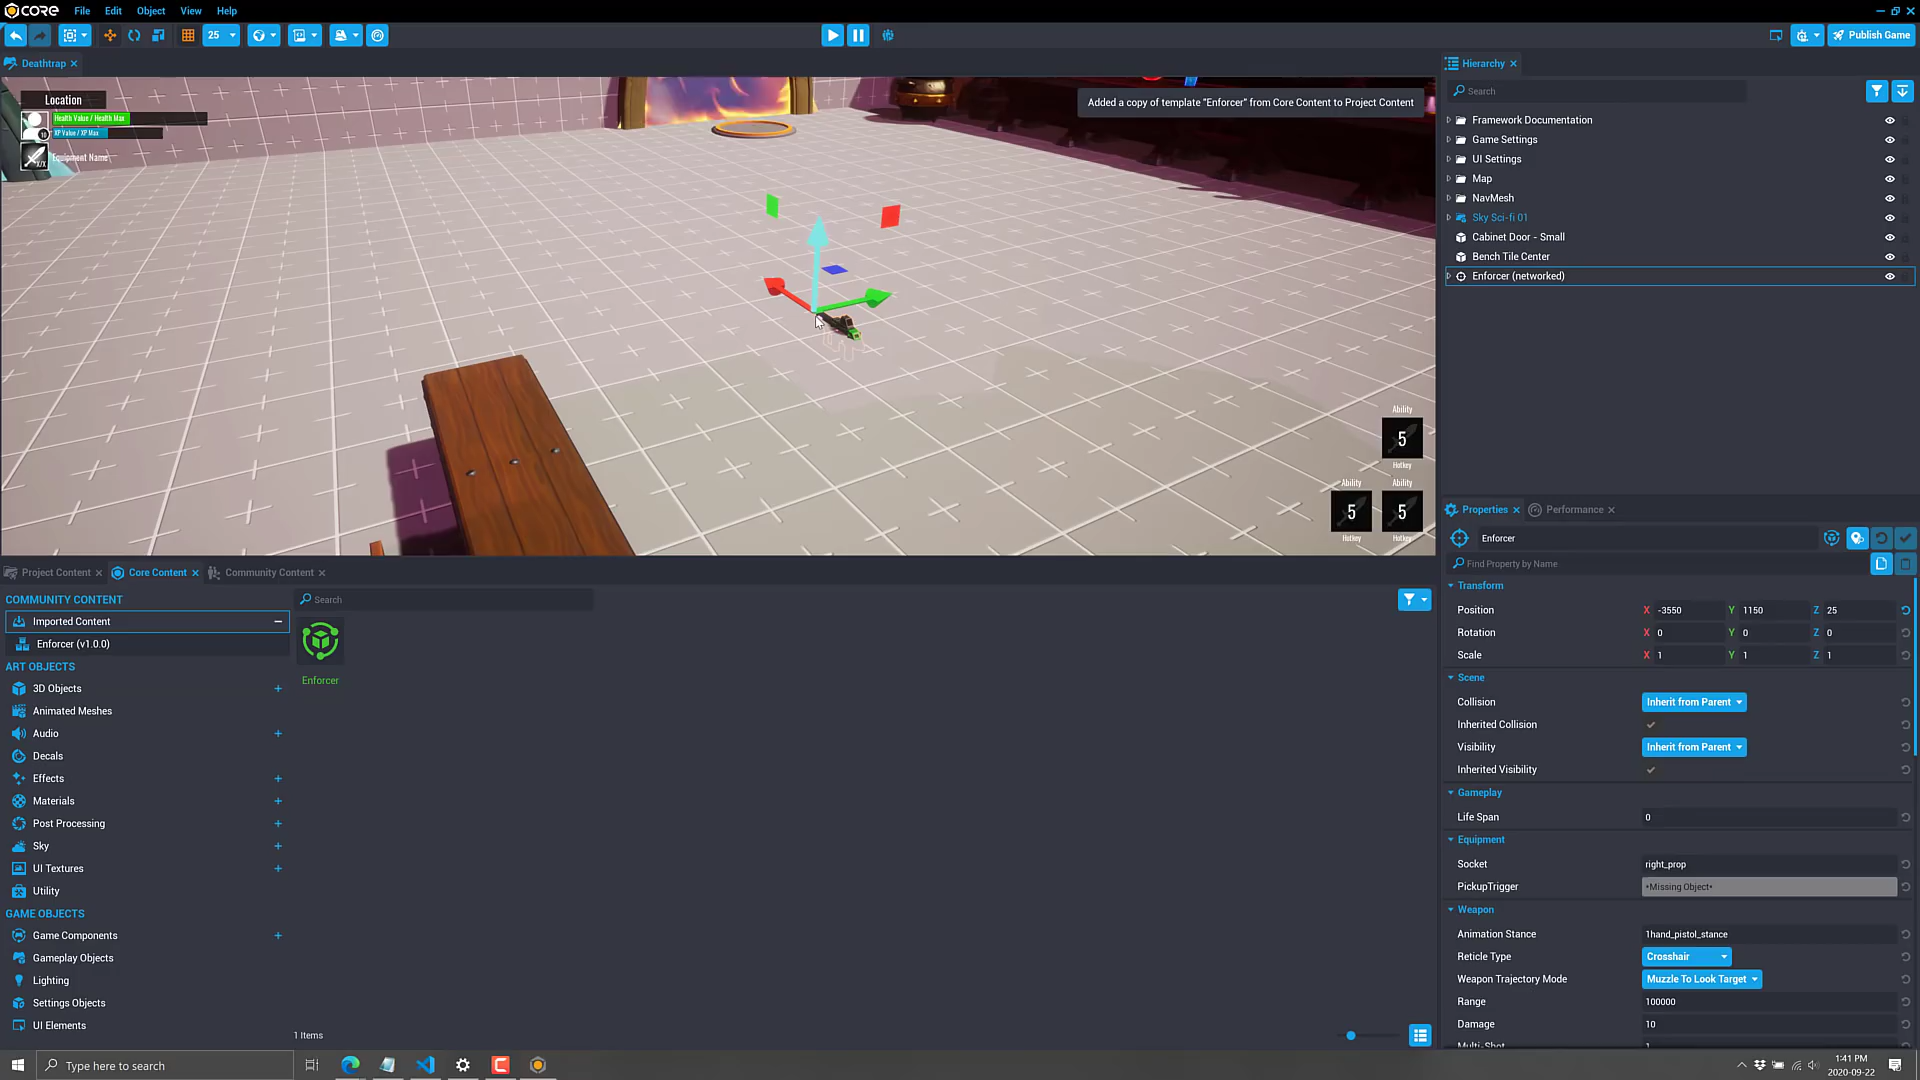 CORE
File
Edit
Object
View
Help
25
Publish Game
Deathtrap
Location
Health Value / Health Max
XP Value / XP Max
10
X/X
Equipment Name
Added a copy of template "Enforcer" from Core Content to Project Content
Ability
5
Hotkey
Ability
5
Hotkey
Ability
5
Hotkey
Hierarchy
Search
Framework Documentation
Game Settings
UI Settings
Map
NavMesh
Sky Sci-fi 01
Cabinet Door - Small
Bench Tile Center
Enforcer (networked)
Project Content
Core Content
Community Content
COMMUNITY CONTENT
Imported Content
Enforcer (v1.0.0)
ART OBJECTS
3D Objects
Animated Meshes
Audio
Decals
Effects
Materials
Post Processing
Sky
UI Textures
Utility
GAME OBJECTS
Game Components
Gameplay Objects
Lighting
Settings Objects
UI Elements
Search
Enforcer
1 Items
Properties
Performance
Enforcer
Find Property by Name
Transform
Position X -3550 Y 1150 Z 25
Rotation X 0 Y 0 Z 0
Scale X 1 Y 1 Z 1
Scene
Collision Inherit from Parent
Inherited Collision
Visibility Inherit from Parent
Inherited Visibility
Gameplay
Life Span 0
Equipment
Socket right_prop
PickupTrigger *Missing Object*
Weapon
Animation Stance 1hand_pistol_stance
Reticle Type Crosshair
Weapon Trajectory Mode Muzzle To Look Target
Range 100000
Damage 10
Multi-Shot 1
Type here to search
1:41 PM
2020-09-22